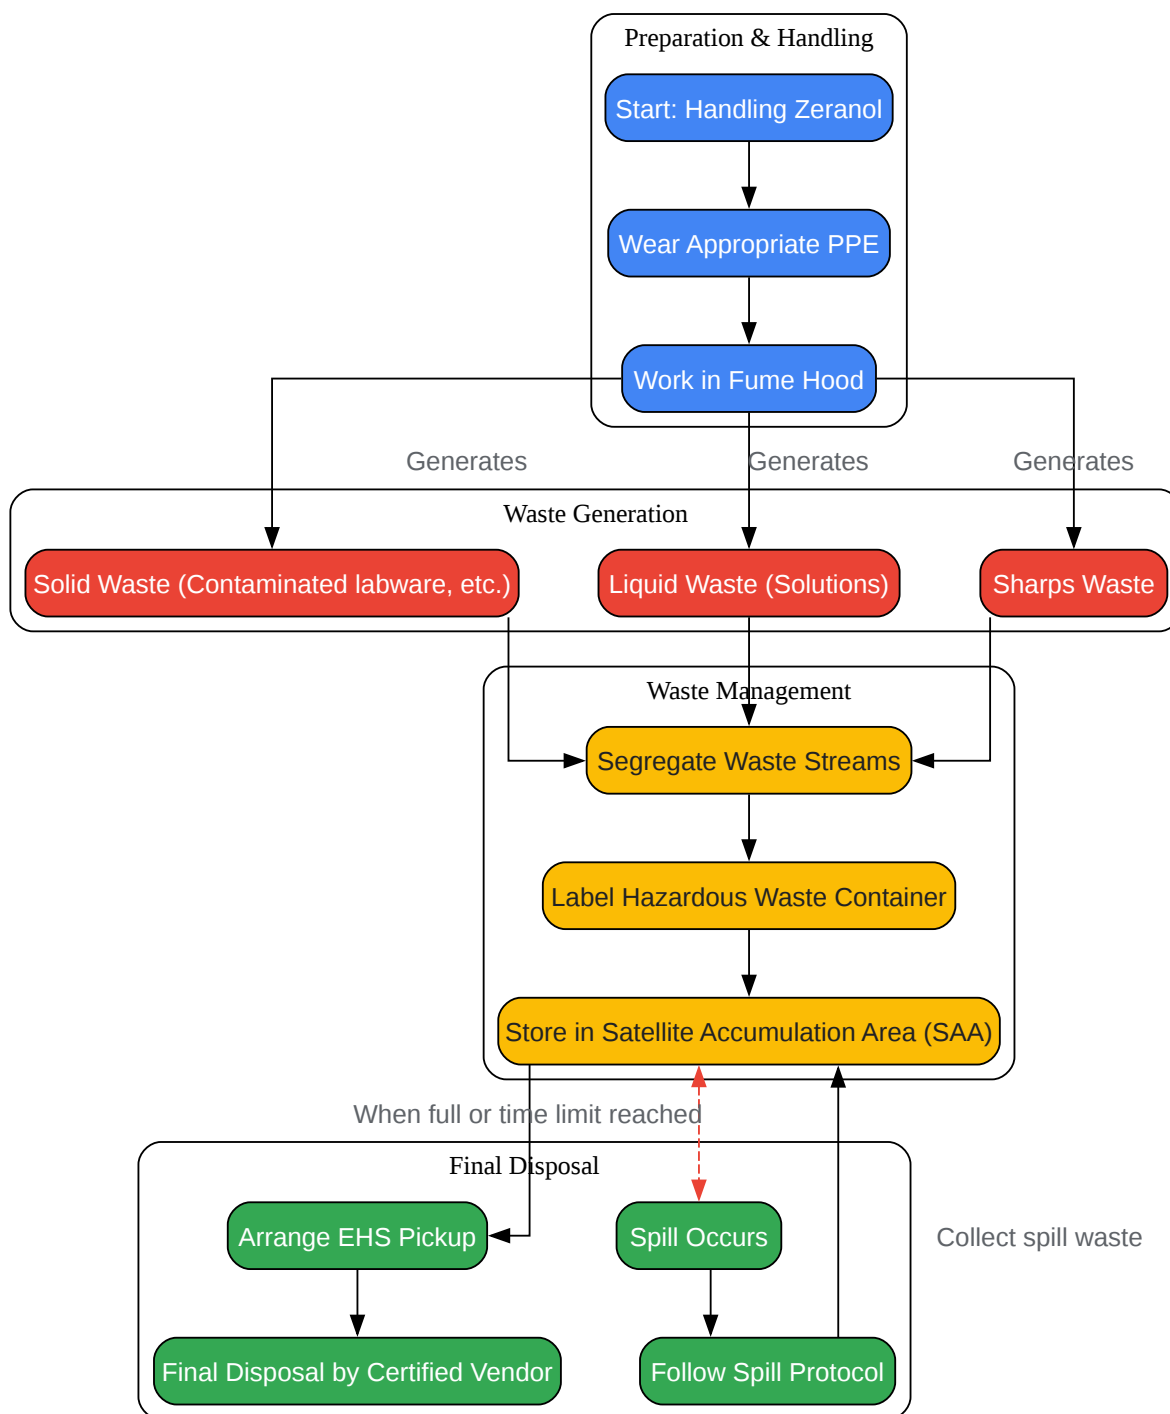 Preparation & Handling
Start: Handling Zeranol
Wear Appropriate PPE
Work in Fume Hood
Generates
Generates
Generates
Waste Generation
Solid Waste (Contaminated labware, etc.)
Liquid Waste (Solutions)
Sharps Waste
Waste Management
Segregate Waste Streams
Label Hazardous Waste Container
Store in Satellite Accumulation Area (SAA)
When full or time limit reached
Final Disposal
Arrange EHS Pickup
Spill Occurs
Collect spill waste
Final Disposal by Certified Vendor
Follow Spill Protocol